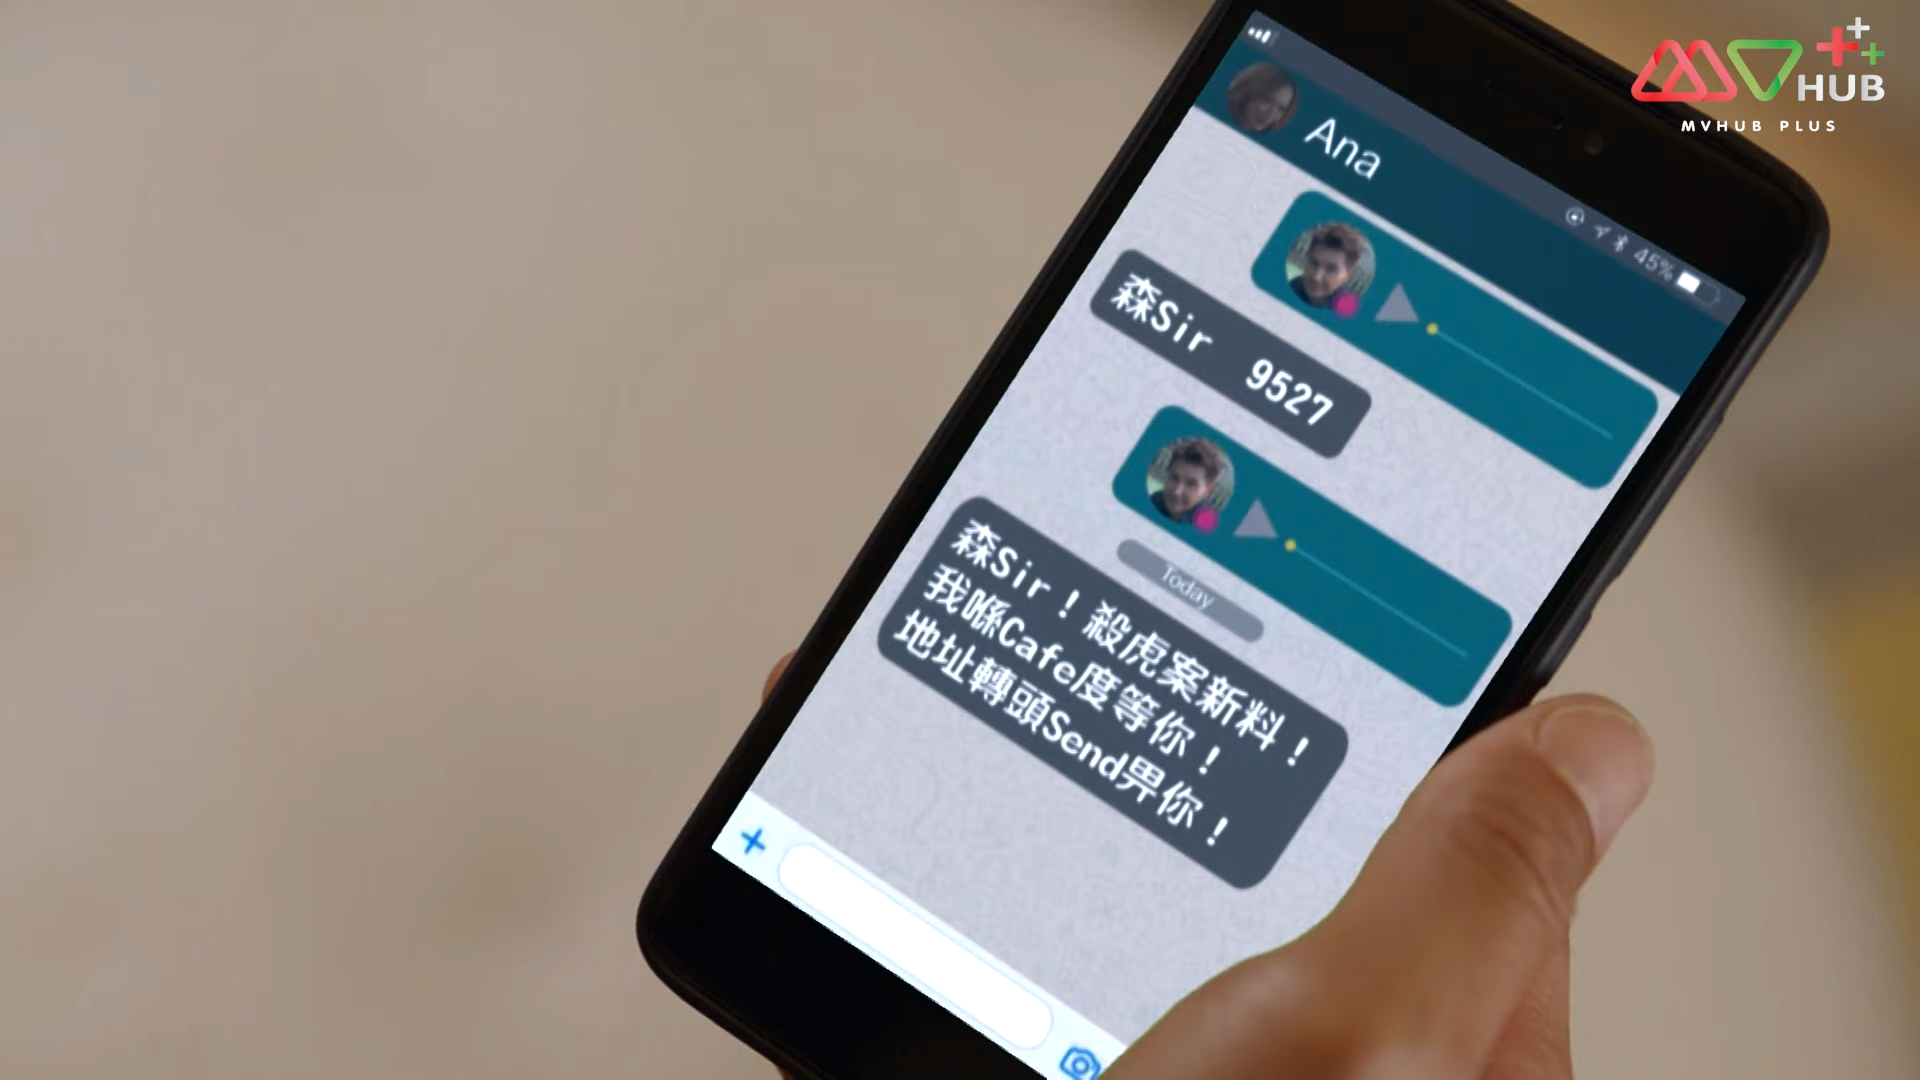 MV HUB
MVHUB PLUS
Ana
45%
森Sir 9527
Today
森Sir！殺虎案新料！
我喺Cafe度等你！
地址轉頭Send畀你！